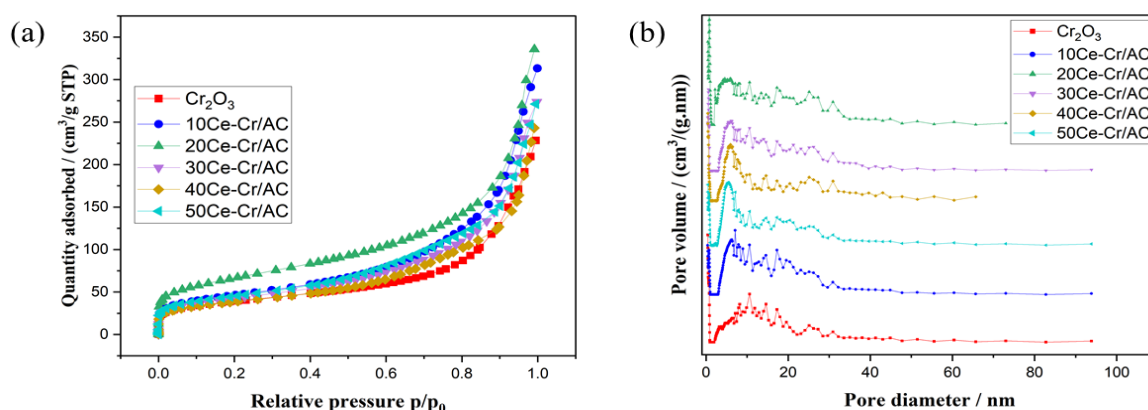 (a)
Quantity adsorbed / (cm³/g STP)
350
300
250
200
150
100
50
0
Cr₂O₃
10Ce-Cr/AC
20Ce-Cr/AC
30Ce-Cr/AC
40Ce-Cr/AC
50Ce-Cr/AC
0.0 0.2 0.4 0.6 0.8 1.0
Relative pressure p/p₀
(b)
Pore volume / (cm³/(g.nm))
Cr₂O₃
10Ce-Cr/AC
20Ce-Cr/AC
30Ce-Cr/AC
40Ce-Cr/AC
50Ce-Cr/AC
0 20 40 60 80 100
Pore diameter / nm